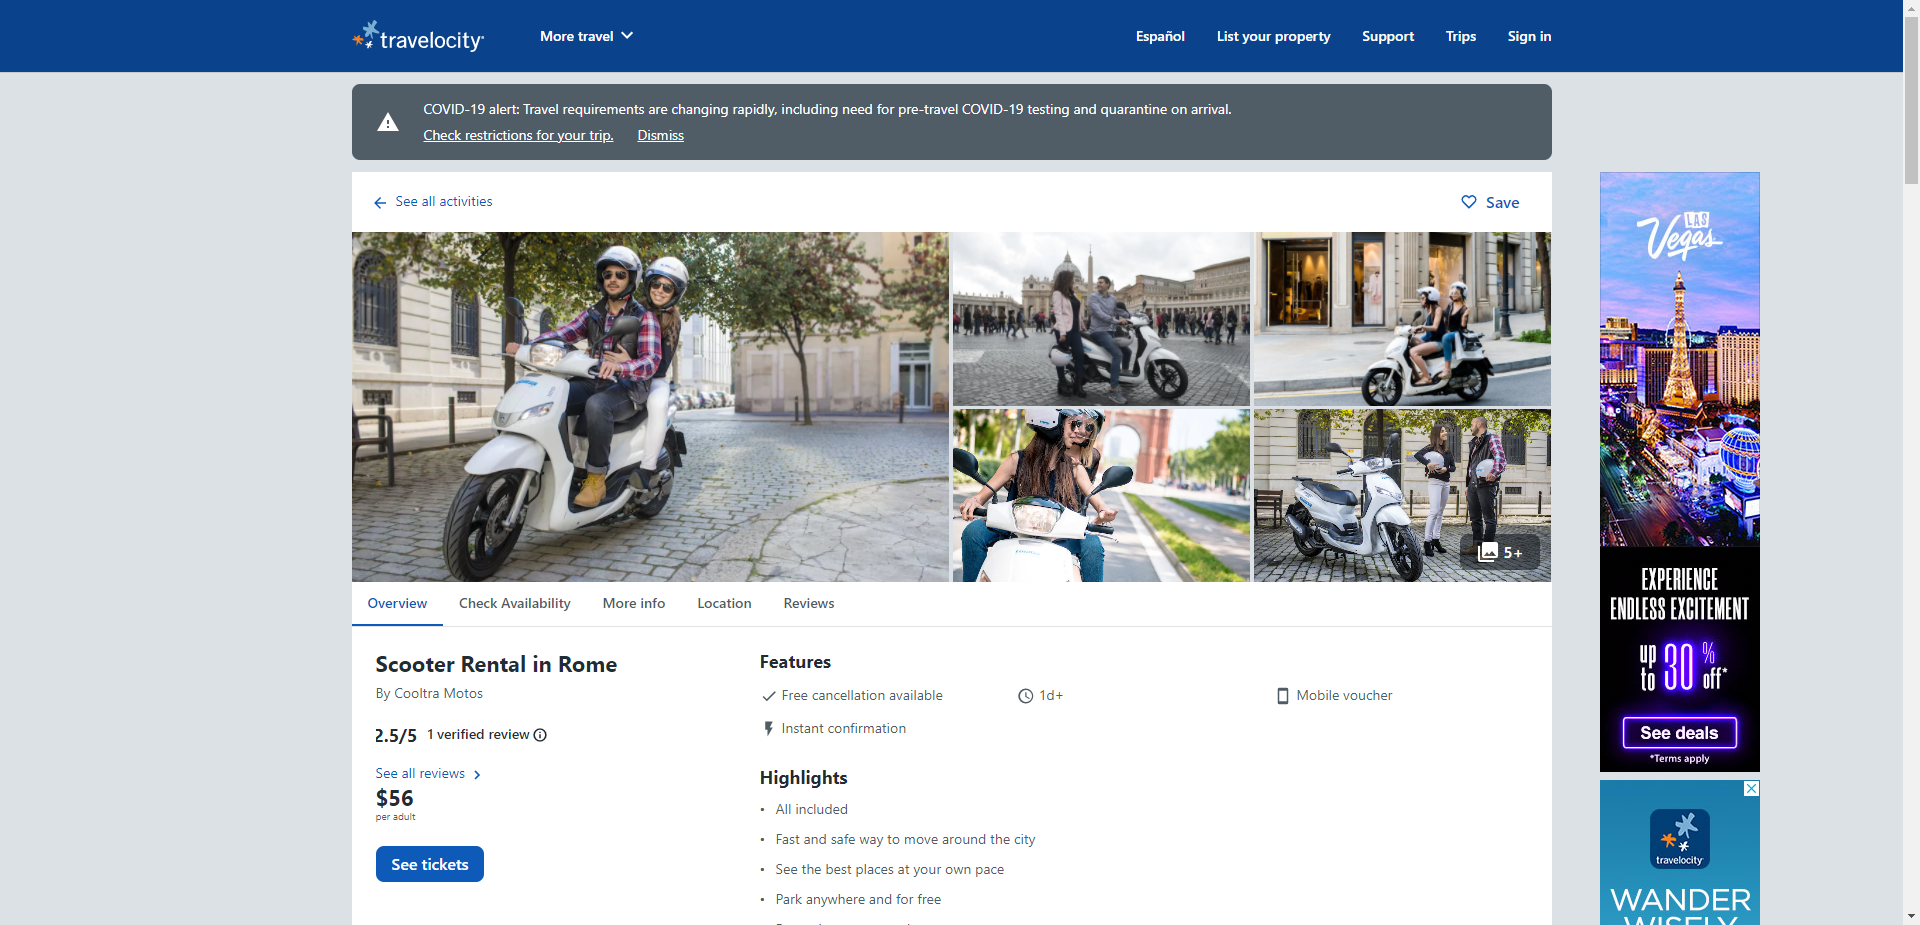 travelocity
More travel
Español
List your property
Support
Trips
Sign in
COVID-19 alert: Travel requirements are changing rapidly, including need for pre-travel COVID-19 testing and quarantine on arrival.
Check restrictions for your trip.
Dismiss
See all activities
Save
5+
Overview
Check Availability
More info
Location
Reviews
Scooter Rental in Rome
By Cooltra Motos
2.5/5
1 verified review
See all reviews
$56
per adult
See tickets
Features
Free cancellation available
1d+
Mobile voucher
Instant confirmation
Highlights
• All included
• Fast and safe way to move around the city
• See the best places at your own pace
• Park anywhere and for free
LAS
Vegas
EXPERIENCE
ENDLESS EXCITEMENT
up to 30% off*
See deals
*Terms apply
travelocity
WANDER
WISELY